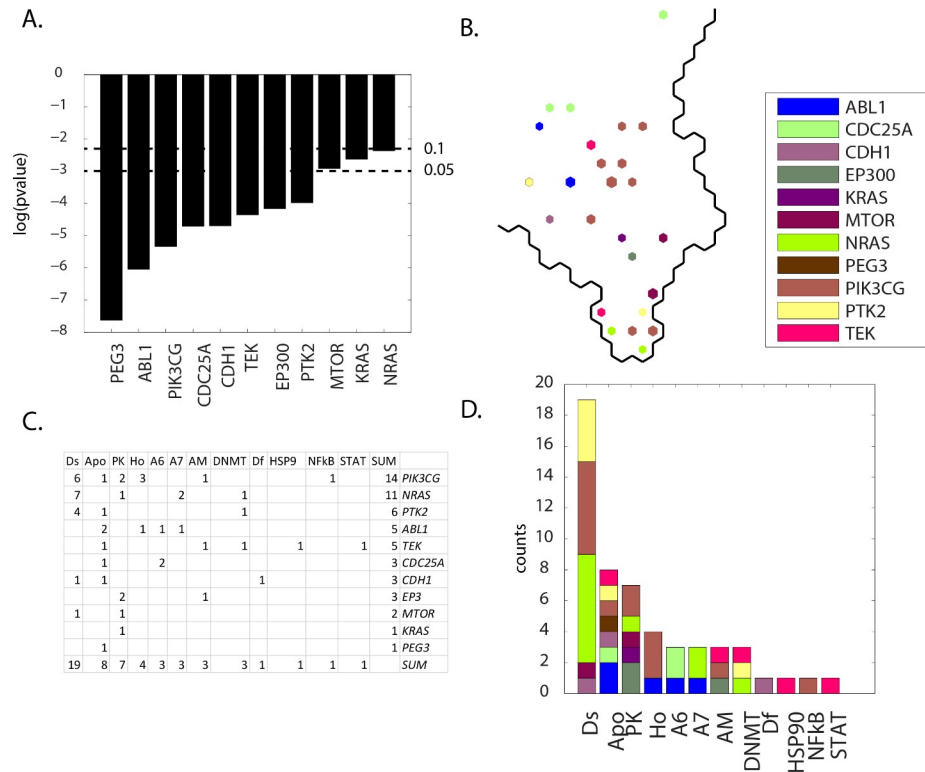 A.
0
−1
−2
−3
−4
−5
−6
−7
−8
log(pvalue)
0.1
0.05
PEG3
ABL1
PIK3CG
CDC25A
CDH1
TEK
EP300
PTK2
MTOR
KRAS
NRAS
B.
ABL1
CDC25A
CDH1
EP300
KRAS
MTOR
NRAS
PEG3
PIK3CG
PTK2
TEK
C.
Ds Apo PK Ho A6 A7 AM DNMT Df HSP9 NFkB STAT SUM
6 1 2 3 1 1 14 PIK3CG
7 1 2 1 11 NRAS
4 1 1 6 PTK2
2 1 1 1 5 ABL1
1 1 1 1 1 5 TEK
1 2 3 CDC25A
1 1 1 3 CDH1
2 1 3 EP3
1 1 2 MTOR
1 1 KRAS
1 1 PEG3
19 8 7 4 3 3 3 3 1 1 1 1 SUM
D.
20
18
16
14
12
10
8
6
4
2
0
counts
Ds
Apo
PK
Ho
A6
A7
AM
DNMT
Df
HSP90
NFkB
STAT